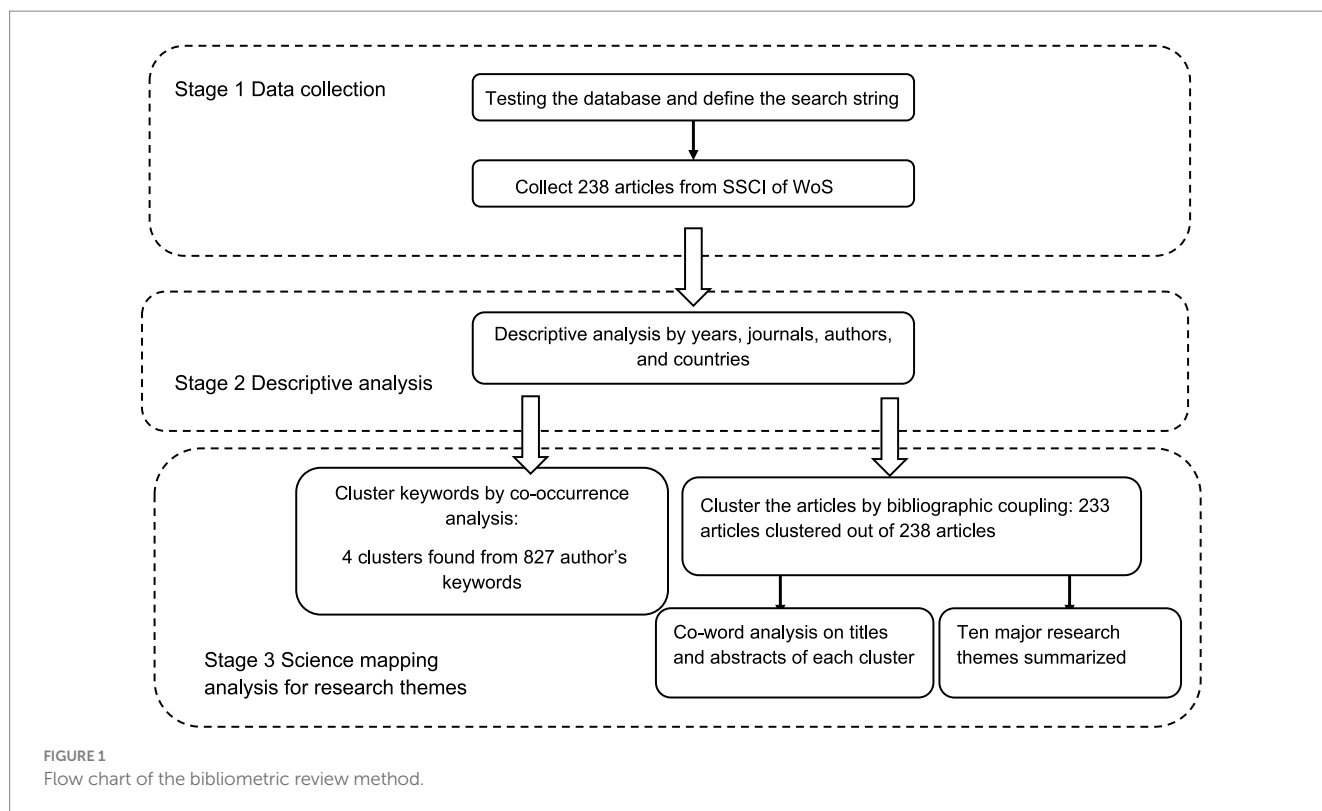 Stage 1 Data collection
Testing the database and define the search string
Collect 238 articles from SSCI of WoS
Descriptive analysis by years, journals, authors,
and countries
Stage 2 Descriptive analysis
Cluster keywords by co-occurrence
analysis:
4 clusters found from 827 author's
keywords
Cluster the articles by bibliographic coupling: 233
articles clustered out of 238 articles
Co-word analysis on titles
and abstracts of each cluster
Ten major research
themes summarized
Stage 3 Science mapping
analysis for research themes
FIGURE 1
Flow chart of the bibliometric review method.